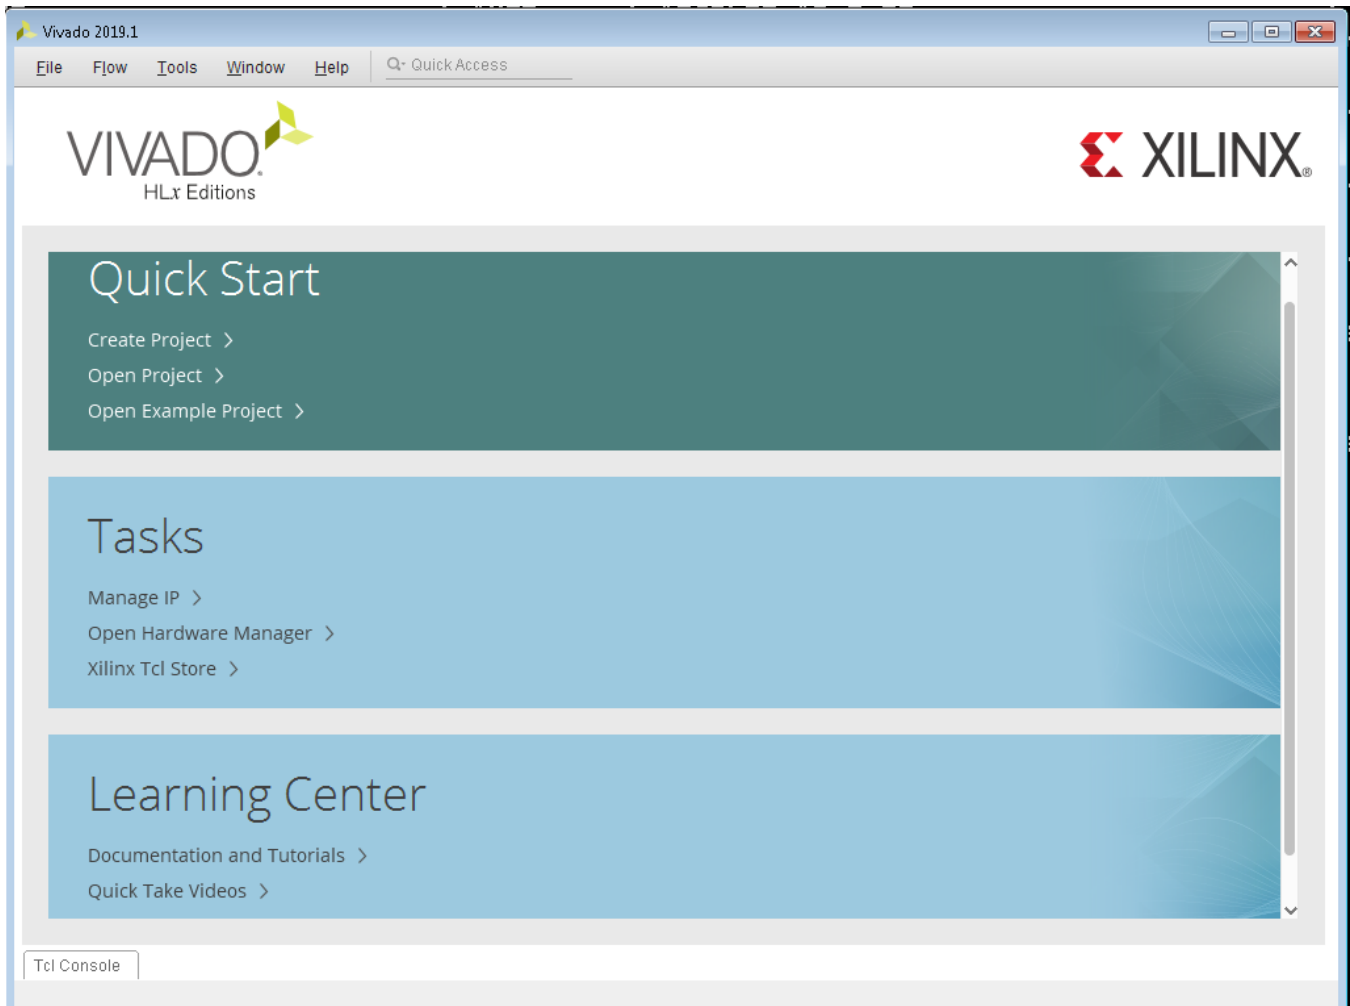 Vivado 2019.1
File Flow Tools Window Help Quick Access
VIVADO.
HLx Editions
XILINX®
Quick Start
Create Project >
Open Project >
Open Example Project >
Tasks
Manage IP >
Open Hardware Manager >
Xilinx Tcl Store >
Learning Center
Documentation and Tutorials >
Quick Take Videos >
Tcl Console